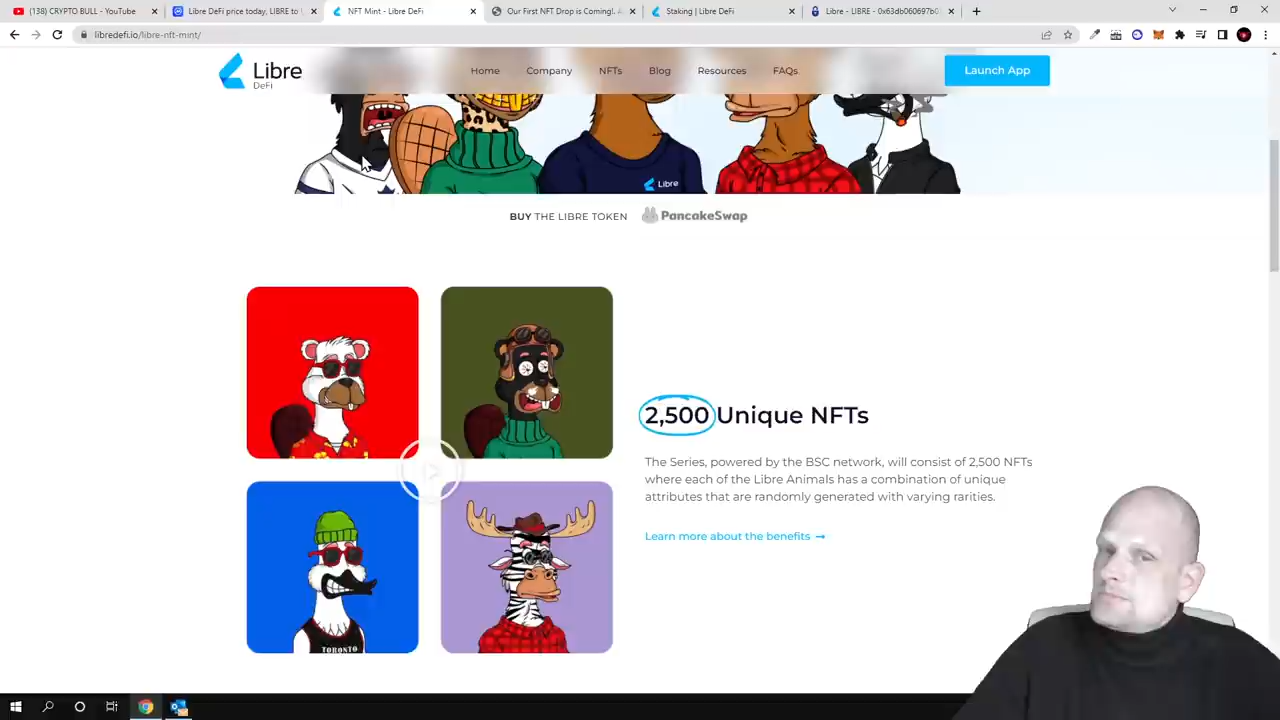 (138) CRYPTO BULL - YouTube
Libre DeFi price today, LIBRE to
NFT Mint - Libre DeFi
Our First NFT Drop is Coming!
Staking | Libre DeFi
Libre - LIBRE - 0x63db060697b0
libredefi.io/libre-nft-mint/
Libre
DeFi
Home
Company
NFTs
Blog
Resources
FAQs
Launch App
Libre
BUY THE LIBRE TOKEN
PancakeSwap
2,500 Unique NFTs
The Series, powered by the BSC network, will consist of 2,500 NFTs
where each of the Libre Animals has a combination of unique
attributes that are randomly generated with varying rarities.
Learn more about the benefits →
TORONTO